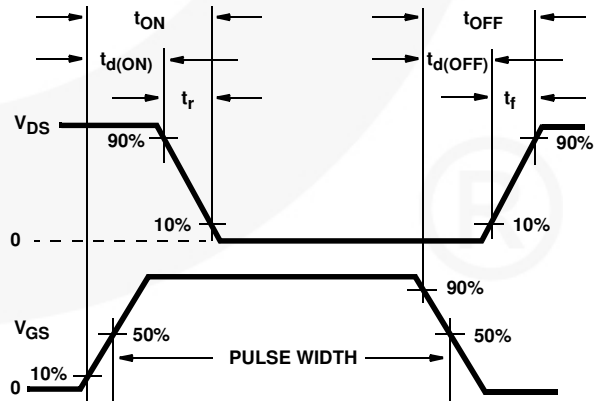 tON tOFF
td(ON) td(OFF)
tr tf
VDS
90% 90%
10% 10%
0
90%
VGS 50% 50%
PULSE WIDTH
10%
0
®